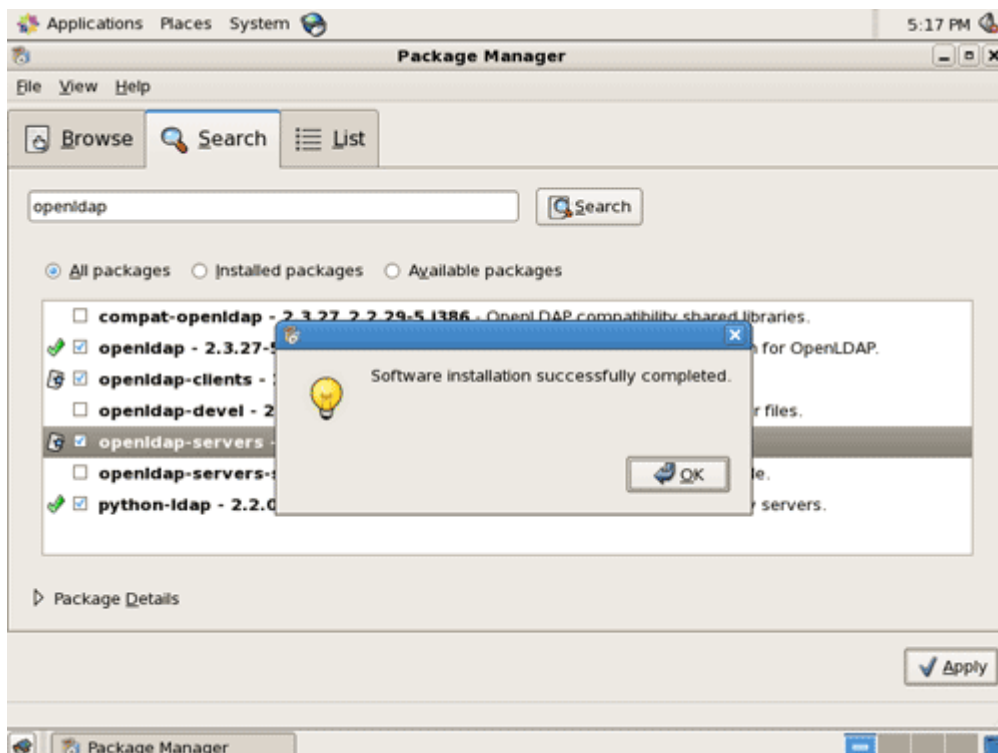 Applications Places System 5:17 PM
Package Manager
File View Help
Browse Search List
openldap Search
All packages Installed packages Available packages
compat-openldap - 2.3.27_2.2.29-5.i386 - OpenLDAP compatibility shared libraries.
openldap - 2.3.27- for OpenLDAP.
openldap-clients -
openldap-devel - 2 files.
openldap-servers -
openldap-servers-
python-ldap - 2.2.0 servers.
Software installation successfully completed.
OK
Package Details
Apply
Package Manager